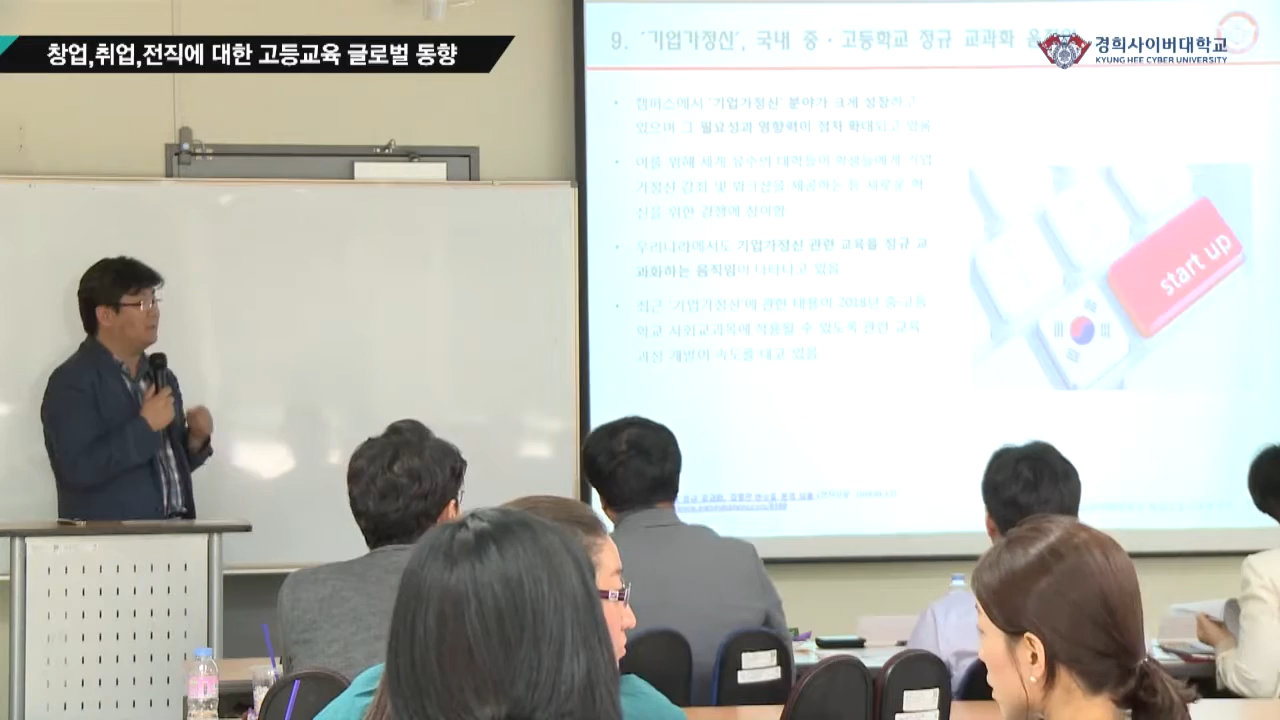 창업,취업,전직에 대한 고등교육 글로벌 동향
경희사이버대학교
KYUNG HEE CYBER UNIVERSITY
9. '기업가정신', 국내 중·고등학교 정규 교과화
• 캠퍼스에서 '기업가정신' 분야가 크게 성장하고
있으며 그 필요성과 영향력이 점차 확대되고 있음
• 이를 위해 세계 유수의 대학들이 학생들에게 기업
가정신 강좌 및 워크샵을 제공하는 등 새로운 혁
신을 위한 경쟁에 참여함
• 우리나라에서도 기업가정신 관련 교육을 정규 교
과화하는 움직임이 나타나고 있음
• 최근 '기업가정신'에 관한 내용이 2018년 중·고등
학교 사회교과목에 적용될 수 있도록 관련 교육
과정 개발이 속도를 내고 있음
start up